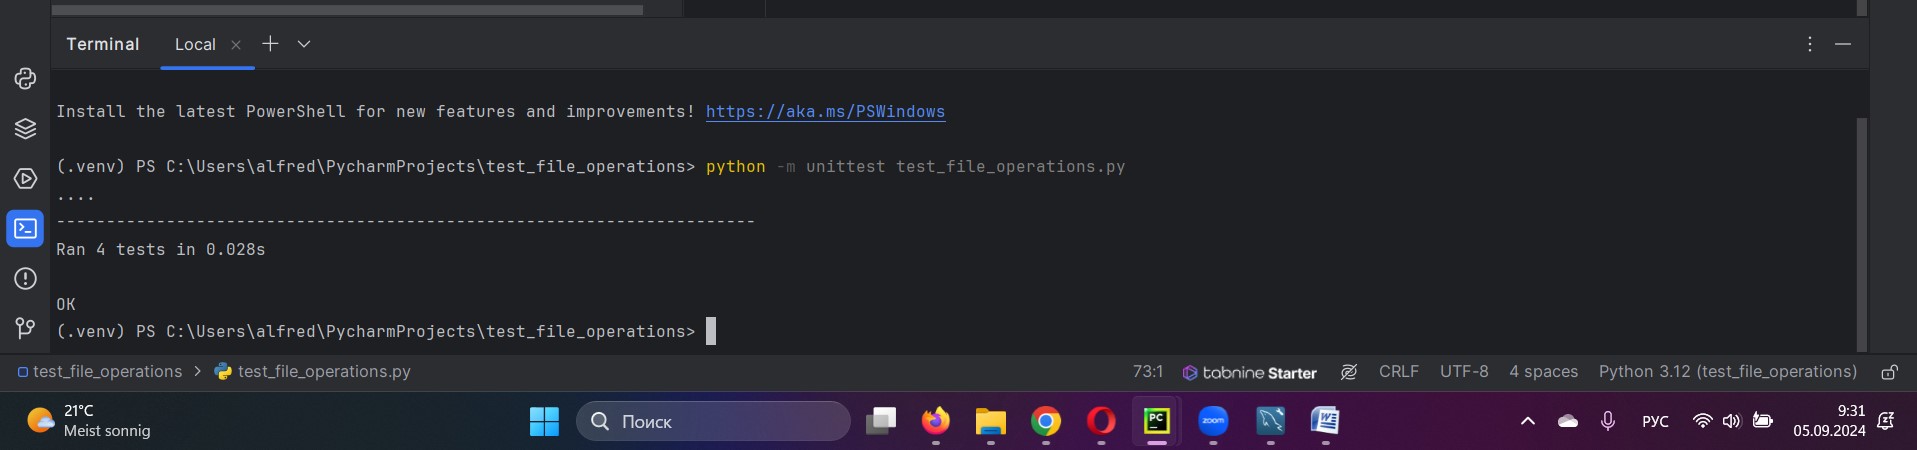 Terminal Local
Install the latest PowerShell for new features and improvements! https://aka.ms/PSWindows
(.venv) PS C:\Users\alfred\PycharmProjects\test_file_operations> python -m unittest test_file_operations.py
....
----------------------------------------------------------------------
Ran 4 tests in 0.028s
OK
(.venv) PS C:\Users\alfred\PycharmProjects\test_file_operations>
test_file_operations > test_file_operations.py 73:1 tabnine Starter CRLF UTF-8 4 spaces Python 3.12 (test_file_operations)
21°C
Meist sonnig
Поиск
PC
zoom
W
РУС
9:31
05.09.2024